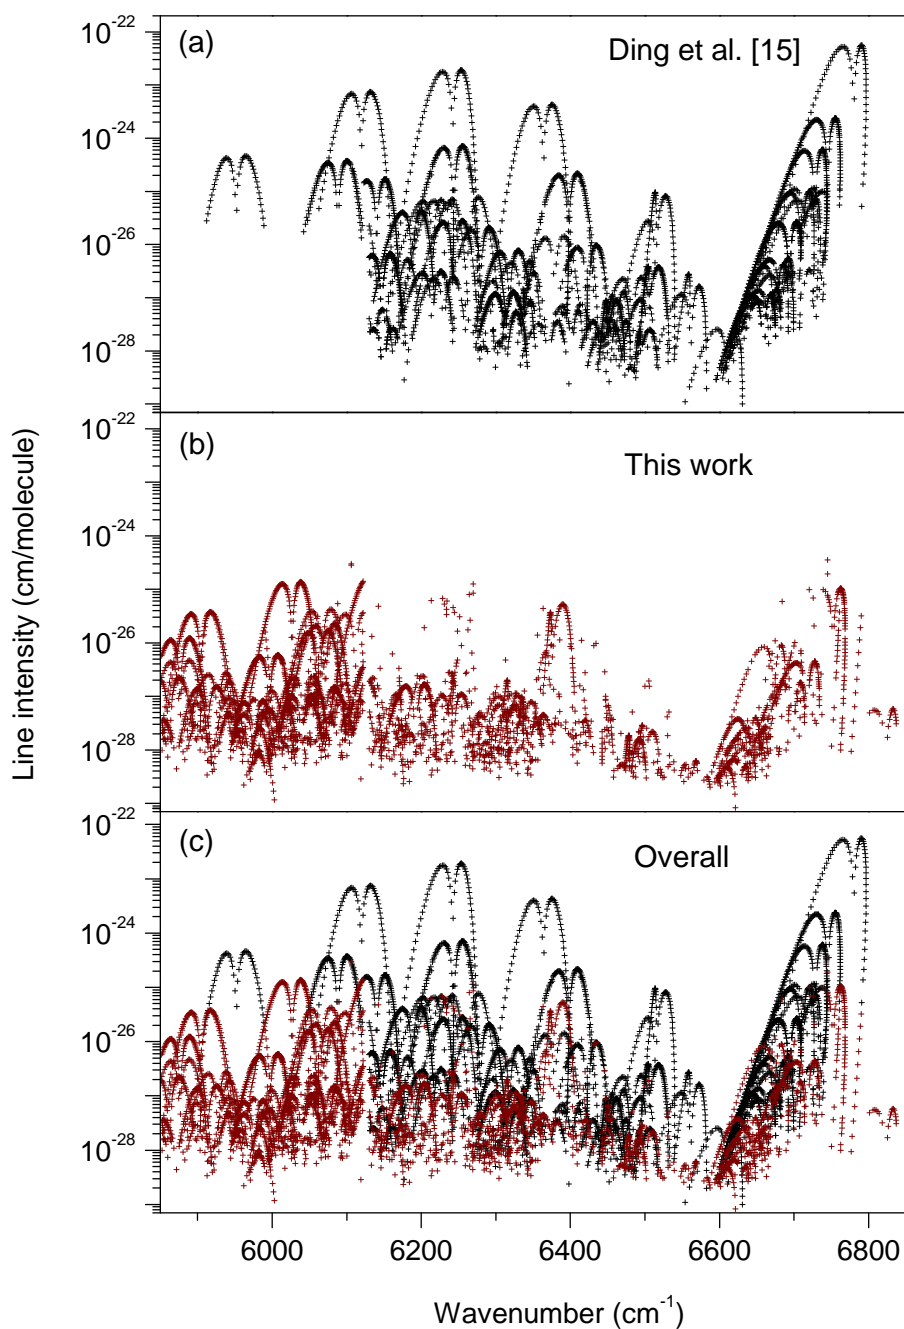 10⁻²²
(a)
Ding et al. [15]
10⁻²⁴
10⁻²⁶
10⁻²⁸
10⁻²²
(b)
This work
10⁻²⁴
10⁻²⁶
10⁻²⁸
10⁻²²
(c)
Overall
10⁻²⁴
10⁻²⁶
10⁻²⁸
Line intensity (cm/molecule)
6000 6200 6400 6600 6800
Wavenumber (cm⁻¹)